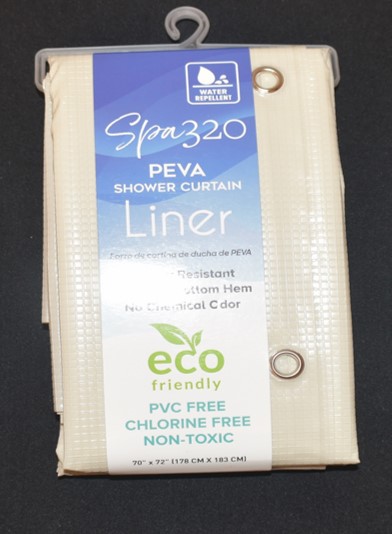 WATER
REPELLENT
Spa320
PEVA
SHOWER CURTAIN
Liner
Forro de cortina de ducha de PEVA
Resistant
Bottom Hem
No Chemical Odor
eco
friendly
PVC FREE
CHLORINE FREE
NON-TOXIC
70" x 72" (178 CM X 183 CM)